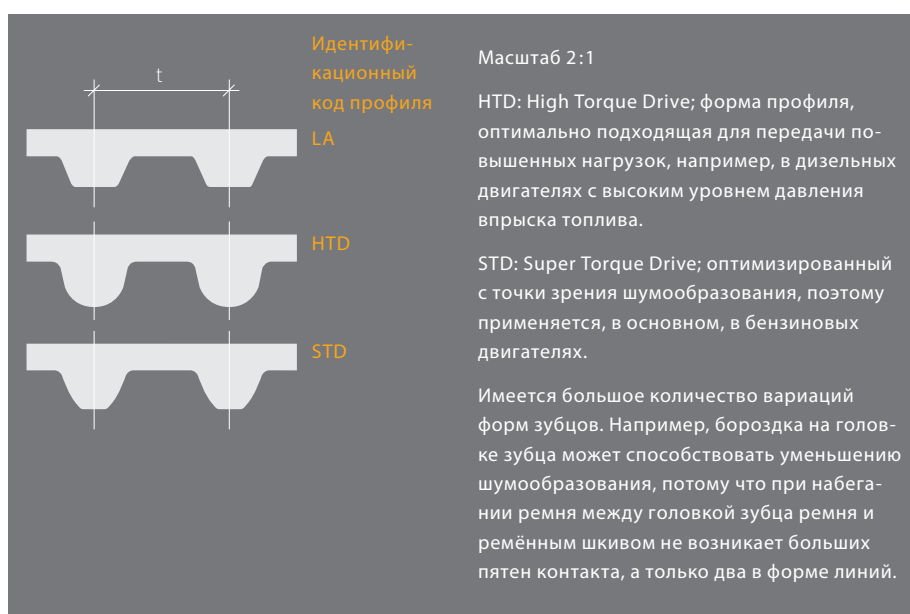 t
Идентифи-
кационный
код профиля
LA
HTD
STD
Масштаб 2:1
HTD: High Torque Drive; форма профиля,
оптимально подходящая для передачи по-
вышенных нагрузок, например, в дизельных
двигателях с высоким уровнем давления
впрыска топлива.
STD: Super Torque Drive; оптимизированный
с точки зрения шумообразования, поэтому
применяется, в основном, в бензиновых
двигателях.
Имеется большое количество вариаций
форм зубцов. Например, бороздка на голов-
ке зубца может способствовать уменьшению
шумообразования, потому что при набега-
нии ремня между головкой зубца ремня и
ремённым шкивом не возникает больших
пятен контакта, а только два в форме линий.